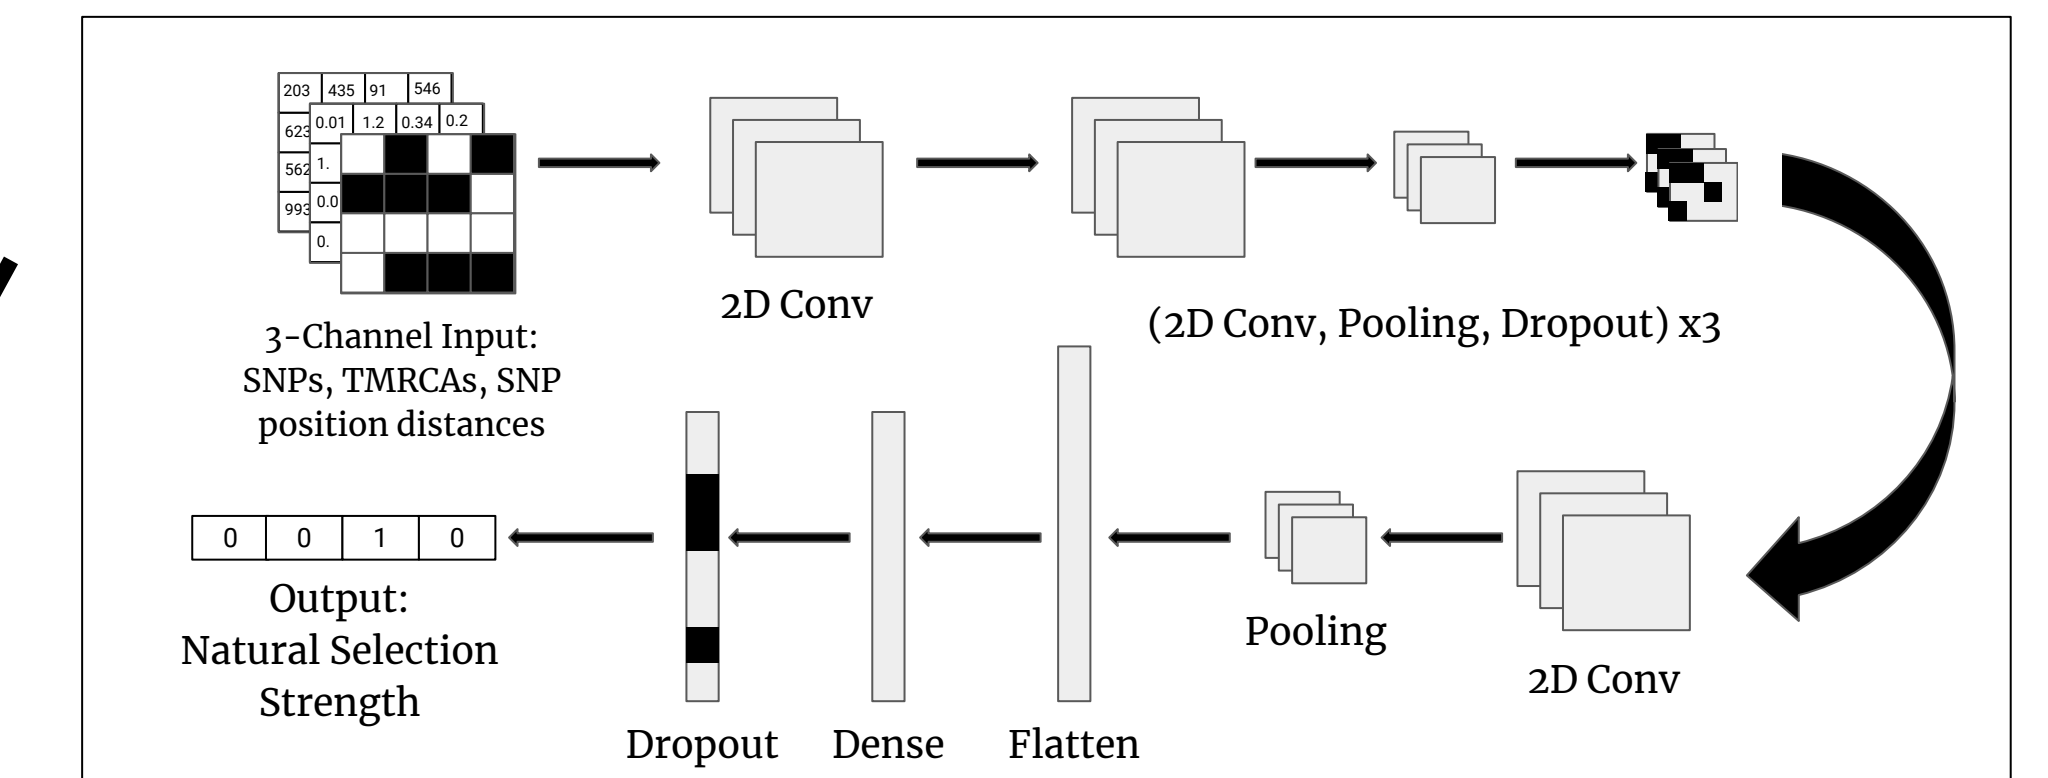 203 435 91 546
0.01 1.2 0.34 0.2
623
562
993
1.
0.0
0.
3-Channel Input:
SNPs, TMRCAs, SNP
position distances
2D Conv
(2D Conv, Pooling, Dropout) x3
2D Conv
Pooling
Flatten
Dense
Dropout
0 0 1 0
Output:
Natural Selection
Strength